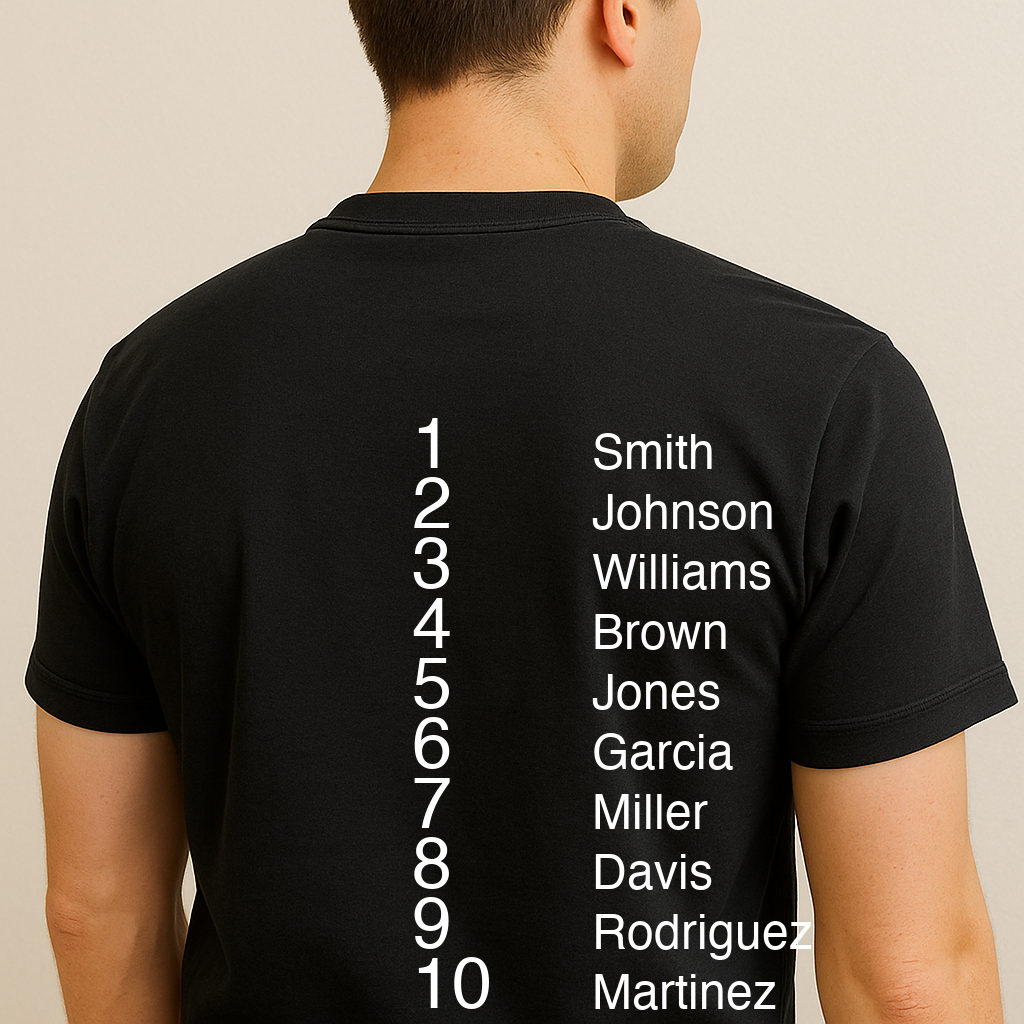 1 Smith
2 Johnson
3 Williams
4 Brown
5 Jones
6 Garcia
7 Miller
8 Davis
9 Rodriguez
10 Martinez